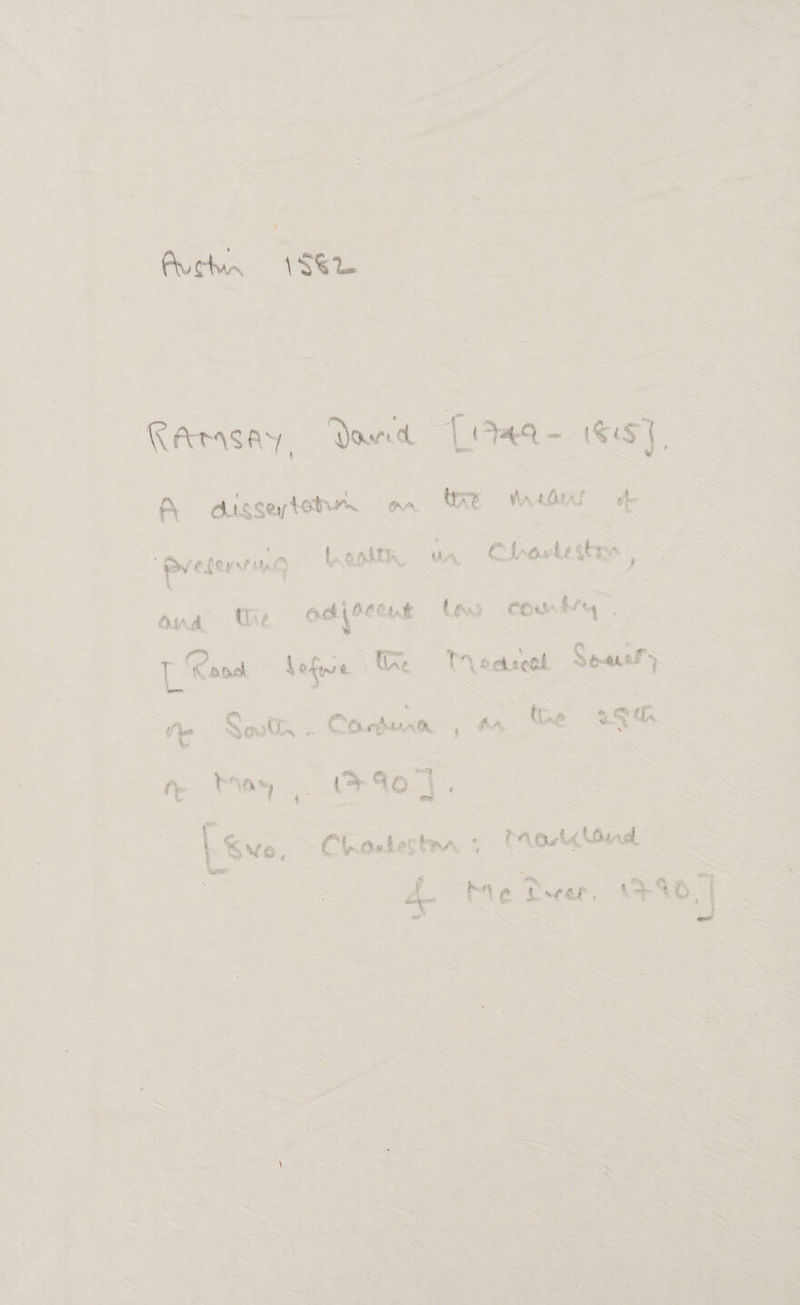 Austin 1582
RAMSAY, David [1749 - 1815].
A dissertation on the means of
preserving health in Charleston,
and the adjacent low country.
[Read before the Medical Society
of South-Carolina, on the 29th
of May, 1790].
[8vo, Charleston: Markland
& McIver, 1790.]